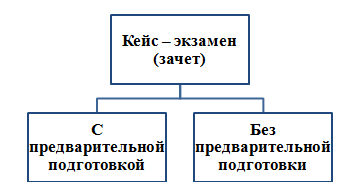 Кейс – экзамен
(зачет)
С
предварительной
подготовкой
Без
предварительной
подготовки